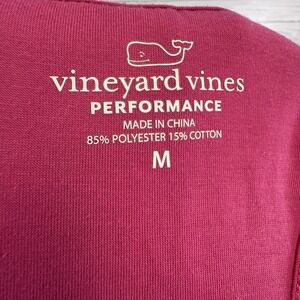 vineyard vines
PERFORMANCE
MADE IN CHINA
85% POLYESTER 15% COTTON
M